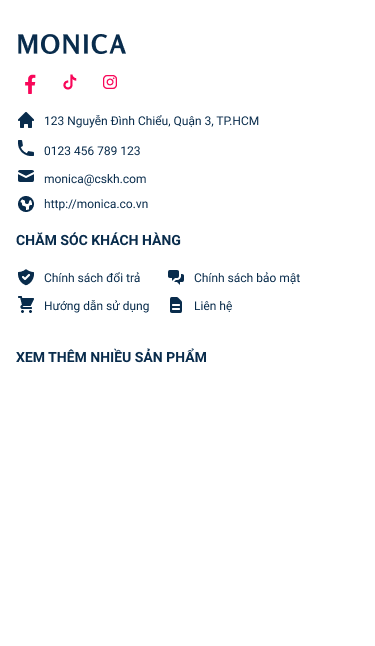 MONICA
123 Nguyễn Đình Chiểu, Quận 3, TP.HCM
0123 456 789 123
monica@cskh.com
http://monica.co.vn
CHĂM SÓC KHÁCH HÀNG
Chính sách đổi trả
Chính sách bảo mật
Hướng dẫn sử dụng
Liên hệ
XEM THÊM NHIỀU SẢN PHẨM